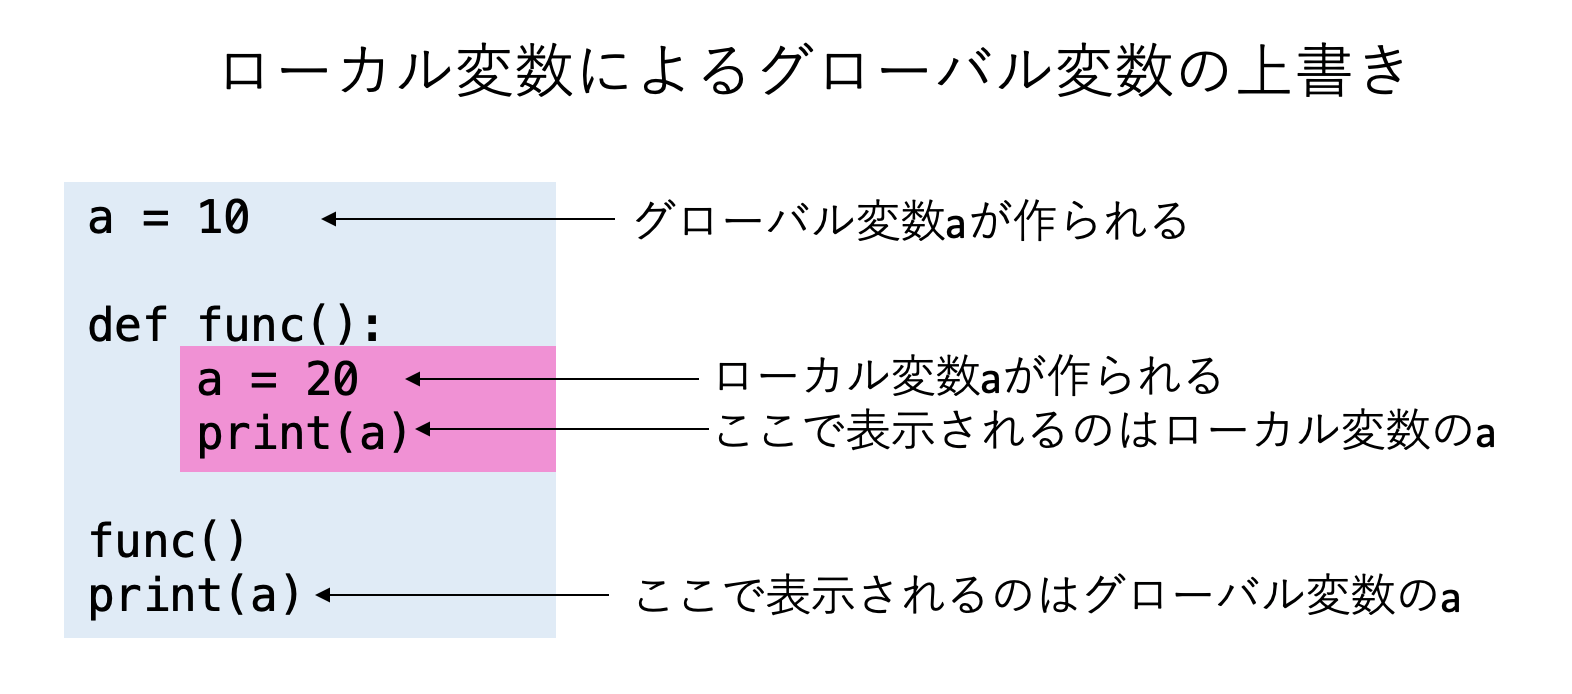 ローカル変数によるグローバル変数の上書き
a = 10
グローバル変数aが作られる
def func():
a = 20
ローカル変数aが作られる
print(a)
ここで表示されるのはローカル変数のa
func()
print(a)
ここで表示されるのはグローバル変数のa